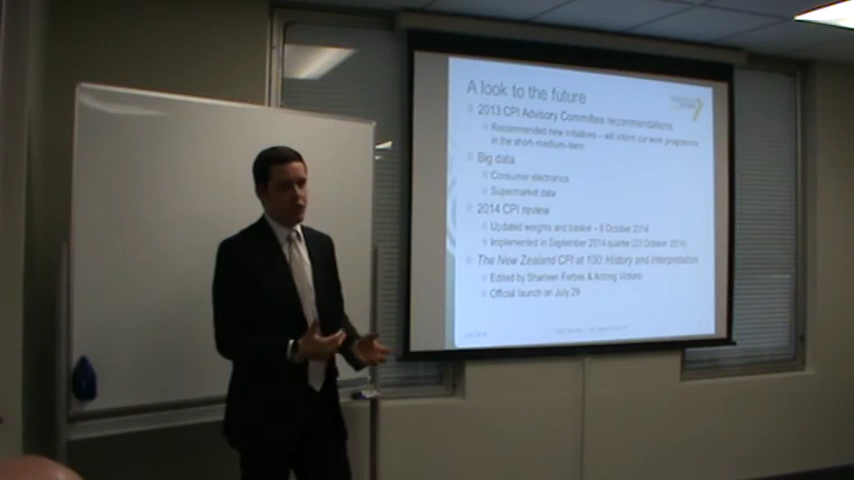 A look to the future
2013 CPI Advisory Committee recommendations
Recommended new initiatives – will inform our work programme
in the short-medium-term
Big data
Consumer electronics
Supermarket data
2014 CPI review
Updated weights and basket – 8 October 2014
Implemented in September 2014 quarter (23 October 2014)
The New Zealand CPI at 100: History and Interpretation
Edited by Sharleen Forbes & Antong Victorio
Official launch on July 29